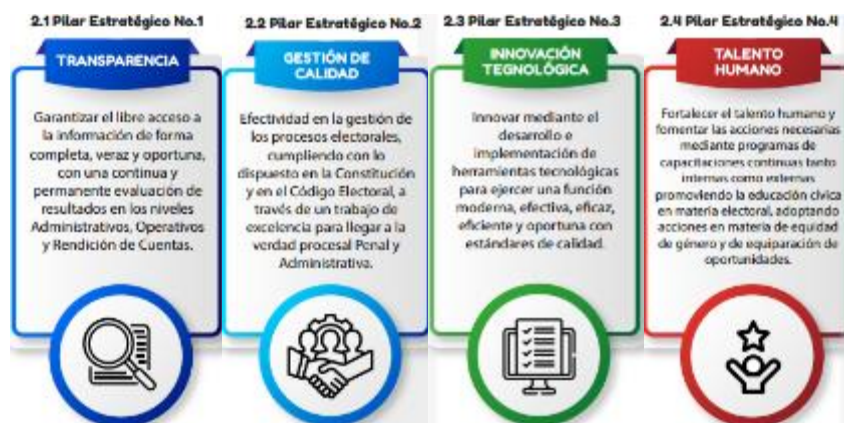 2.1 Pilar Estratégico No.1
TRANSPARENCIA
Garantizar el libre acceso a
la información de forma
completa, veraz y oportuna,
con una continua y
permanente evaluación de
resultados en los niveles
Administrativos, Operativos
y Rendición de Cuentas.
2.2 Pilar Estratégico No.2
GESTIÓN DE
CALIDAD
Efectividad en la gestión de
los procesos electorales,
cumpliendo con lo
dispuesto en la Constitución
y en el Código Electoral, a
través de un trabajo de
excelencia para llegar a la
verdad procesal Penal y
Administrativa.
2.3 Pilar Estratégico No.3
INNOVACIÓN
TEGNOLÓGICA
Innovar mediante el
desarrollo e
implementación de
herramientas tecnológicas
para ejercer una función
moderna, efectiva, eficaz,
eficiente y oportuna con
estándares de calidad.
2.4 Pilar Estratégico No.4
TALENTO
HUMANO
Fortalecer el talento humano y
fomentar las acciones necesarias
mediante programas de
capacitaciones continuas tanto
internas como externas
promoviendo la educación cívica
en materia electoral, adoptando
acciones en materia de equidad
de género y de equiparación de
oportunidades.